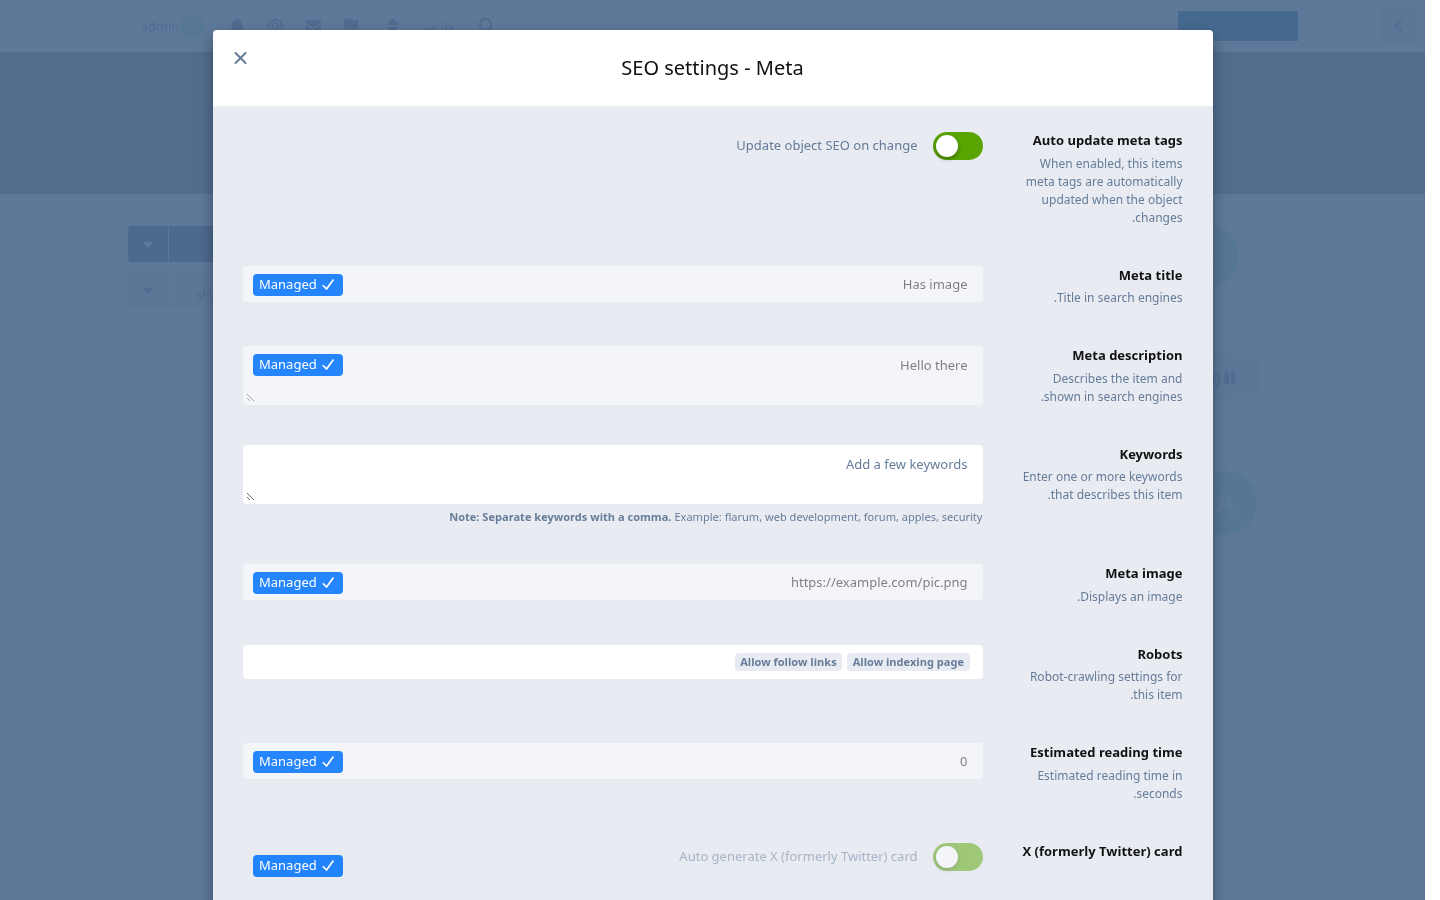 admin
SEO settings - Meta
Auto update meta tags
When enabled, this items
meta tags are automatically
updated when the object
.changes
Update object SEO on change
Meta title
.Title in search engines
Has image
Managed
Meta description
Describes the item and
.shown in search engines
Hello there
Managed
Keywords
Enter one or more keywords
.that describes this item
Add a few keywords
Note: Separate keywords with a comma. Example: flarum, web development, forum, apples, security
Meta image
.Displays an image
https://example.com/pic.png
Managed
Robots
Robot-crawling settings for
.this item
Allow indexing page
Allow follow links
Estimated reading time
Estimated reading time in
.seconds
0
Managed
X (formerly Twitter) card
Auto generate X (formerly Twitter) card
Managed
A